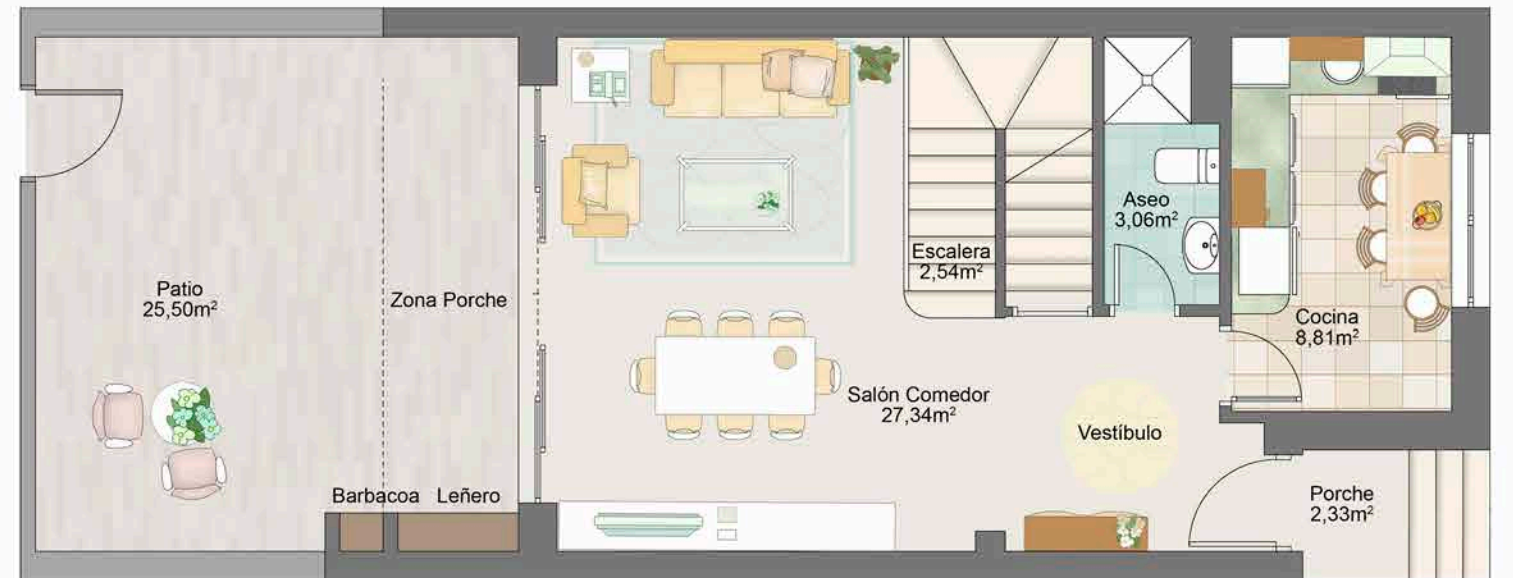 Patio
25,50m²
Zona Porche
Barbacoa
Leñero
Salón Comedor
27,34m²
Escalera
2,54m²
Aseo
3,06m²
Cocina
8,81m²
Vestíbulo
Porche
2,33m²